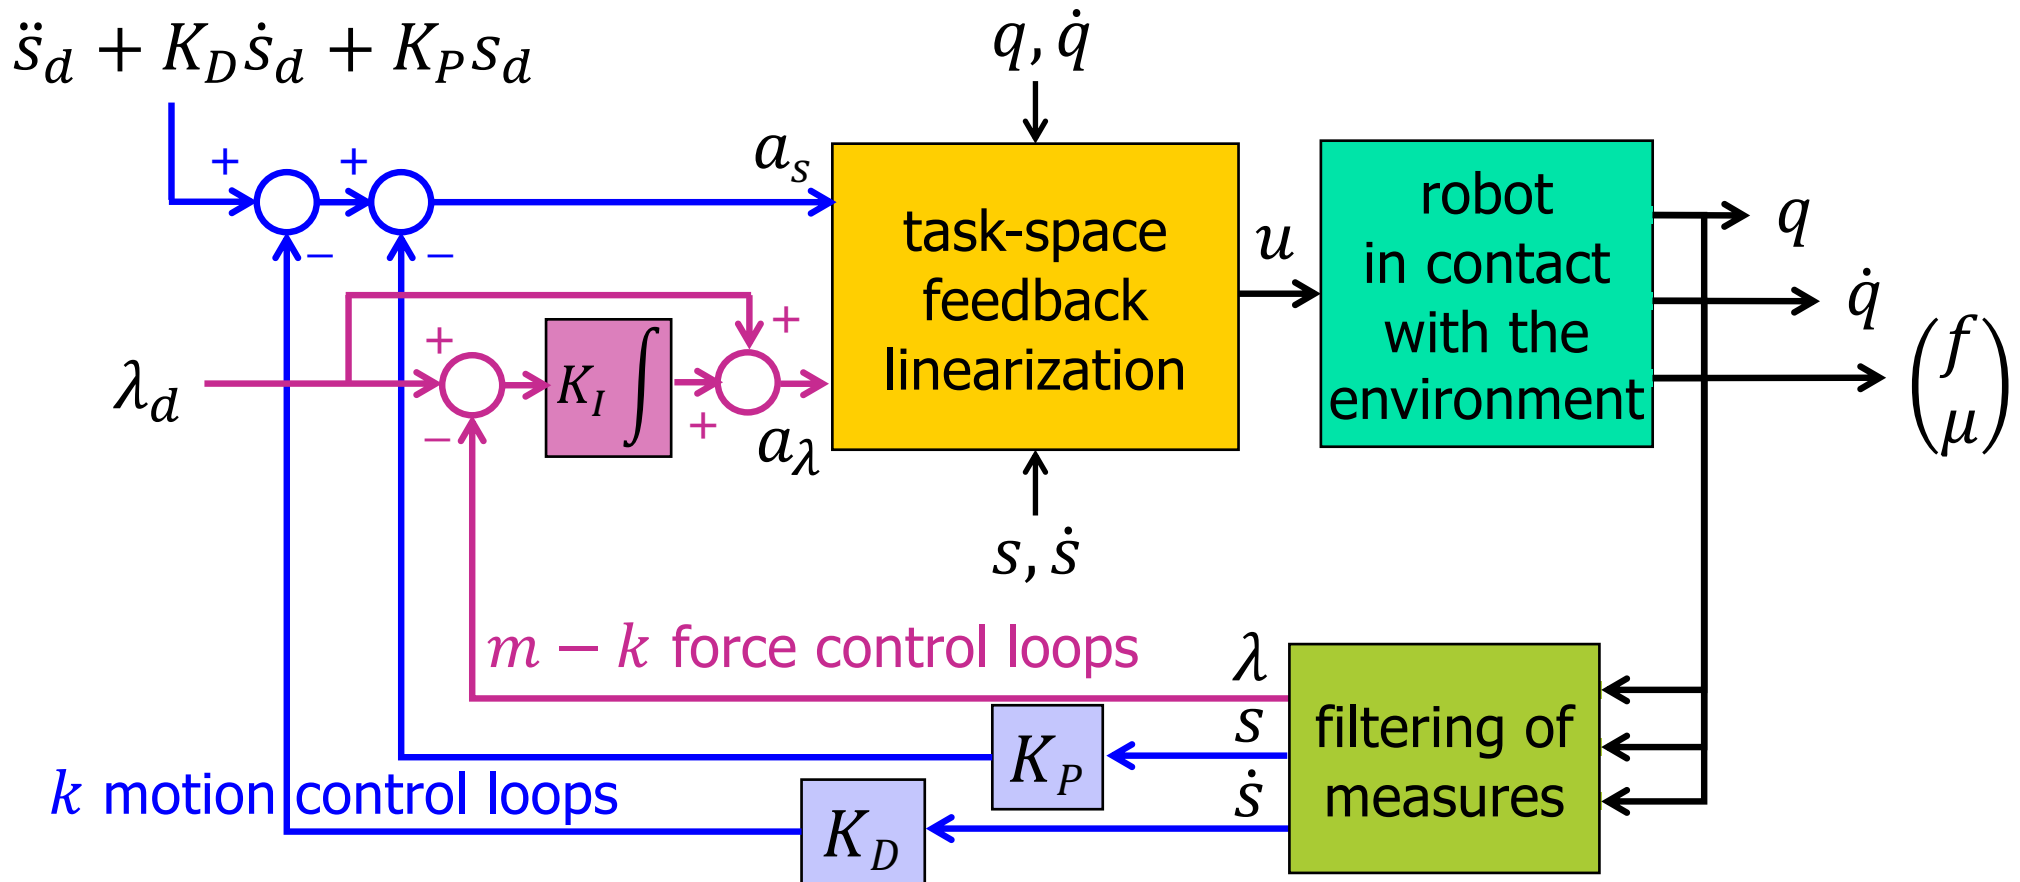 s̈_d + K_D ṡ_d + K_P s_d
q, q̇
+
+
a_s
−
−
task-space
feedback
linearization
u
robot
in contact
with the
environment
q
q̇
(f
μ)
λ_d
+
−
K_I ∫
+
+
a_λ
s, ṡ
m − k force control loops
λ
s
ṡ
K_P
K_D
k motion control loops
filtering of
measures